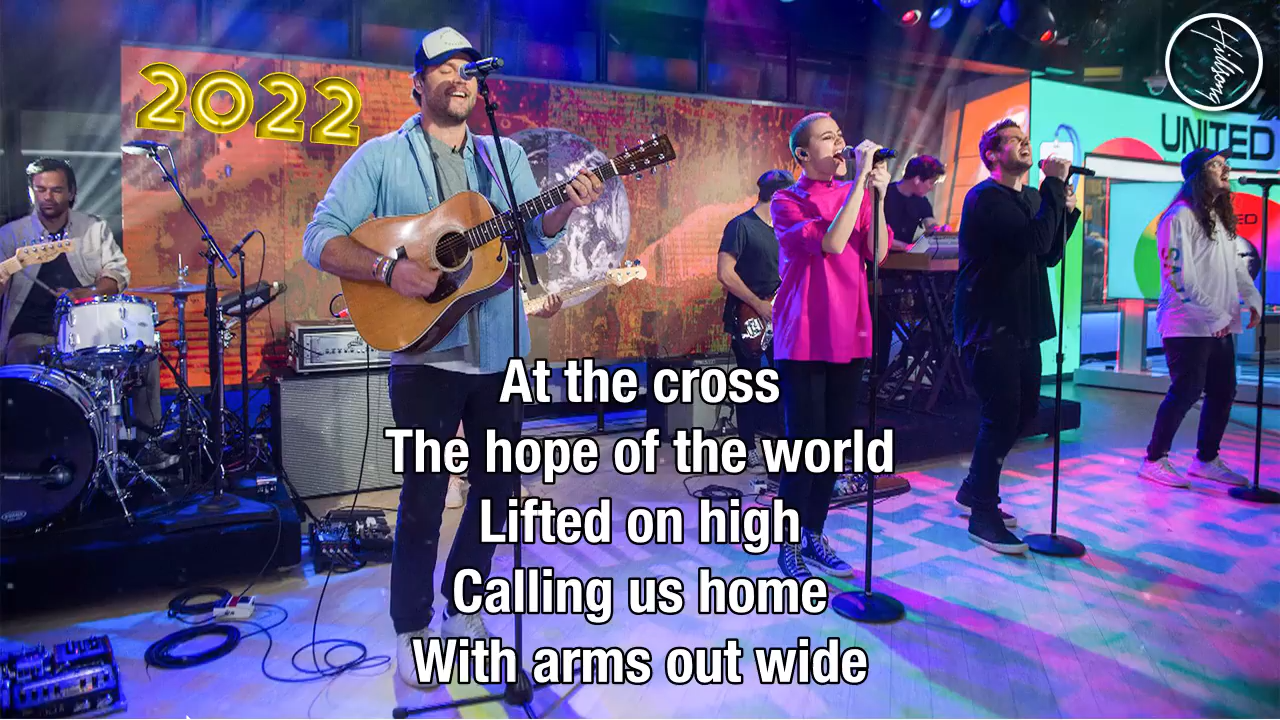 2022
Hillsong
UNITED
At the cross
The hope of the world
Lifted on high
Calling us home
With arms out wide